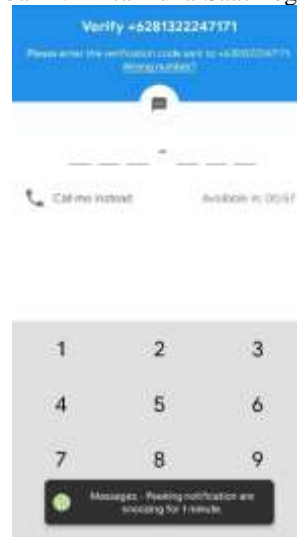 Verify +6281322247171
Please enter the verification code sent to +6281322247171
Wrong number?
Call me instead
Available in: 00:57
1 2 3
4 5 6
7 8 9
Messages - Peeking notification are
snoozing for 1 minute.